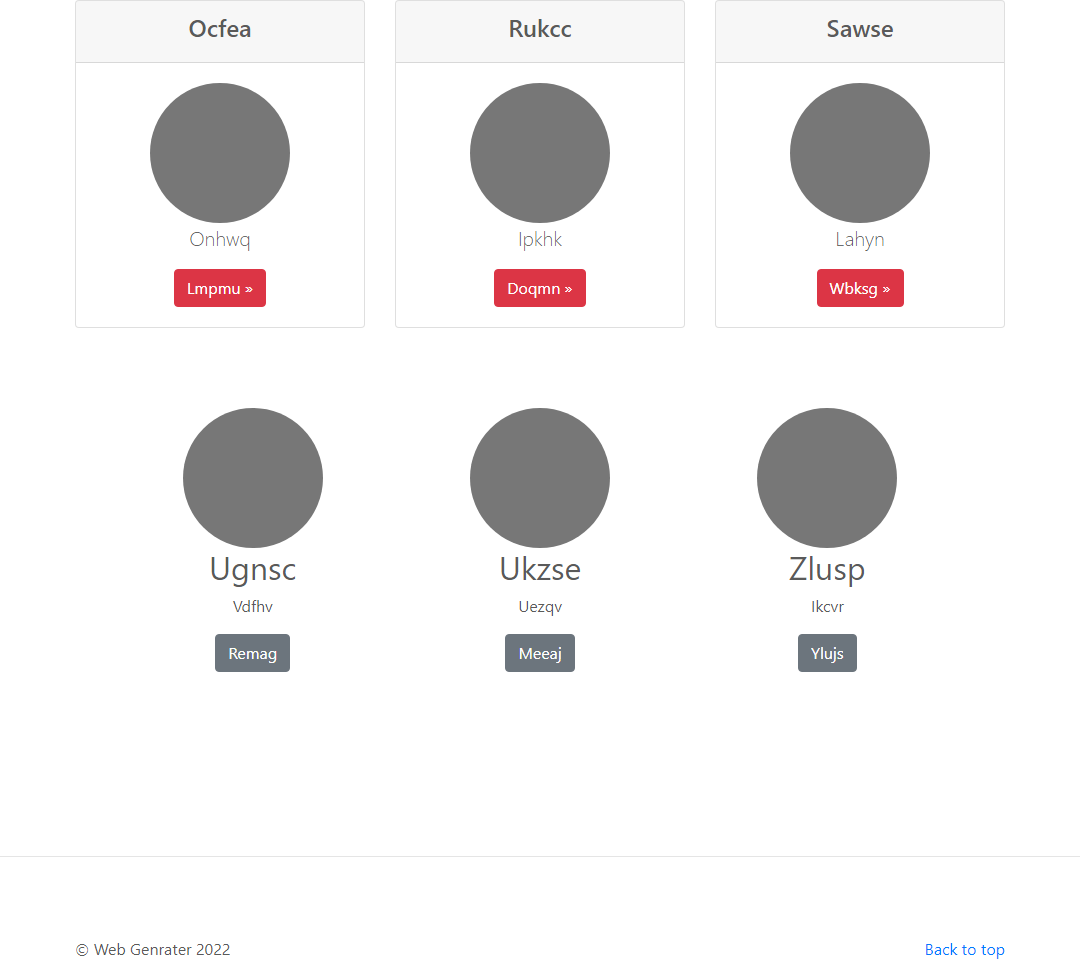 Ocfea
Rukcc
Sawse
Onhwq
Ipkhk
Lahyn
Lmpmu »
Doqmn »
Wbksg »
Ugnsc
Ukzse
Zlusp
Vdfhv
Uezqv
Ikcvr
Remag
Meeaj
Ylujs
© Web Genrater 2022
Back to top